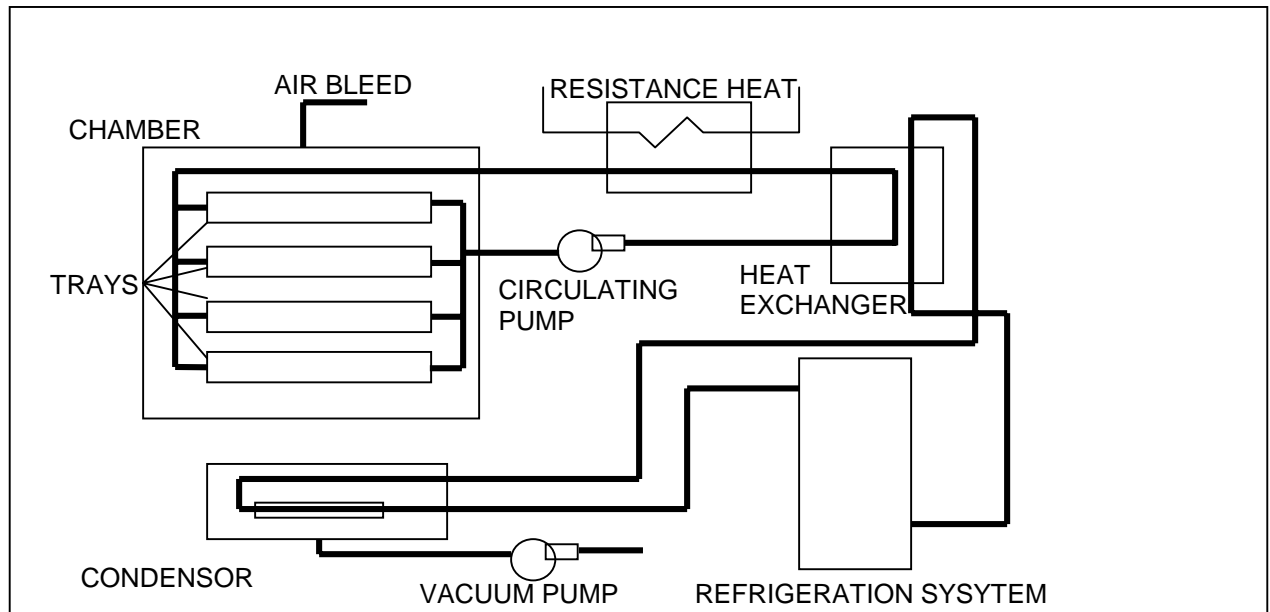 AIR BLEED
RESISTANCE HEAT
CHAMBER
TRAYS
CIRCULATING
PUMP
HEAT
EXCHANGER
CONDENSOR
VACUUM PUMP
REFRIGERATION SYSYTEM